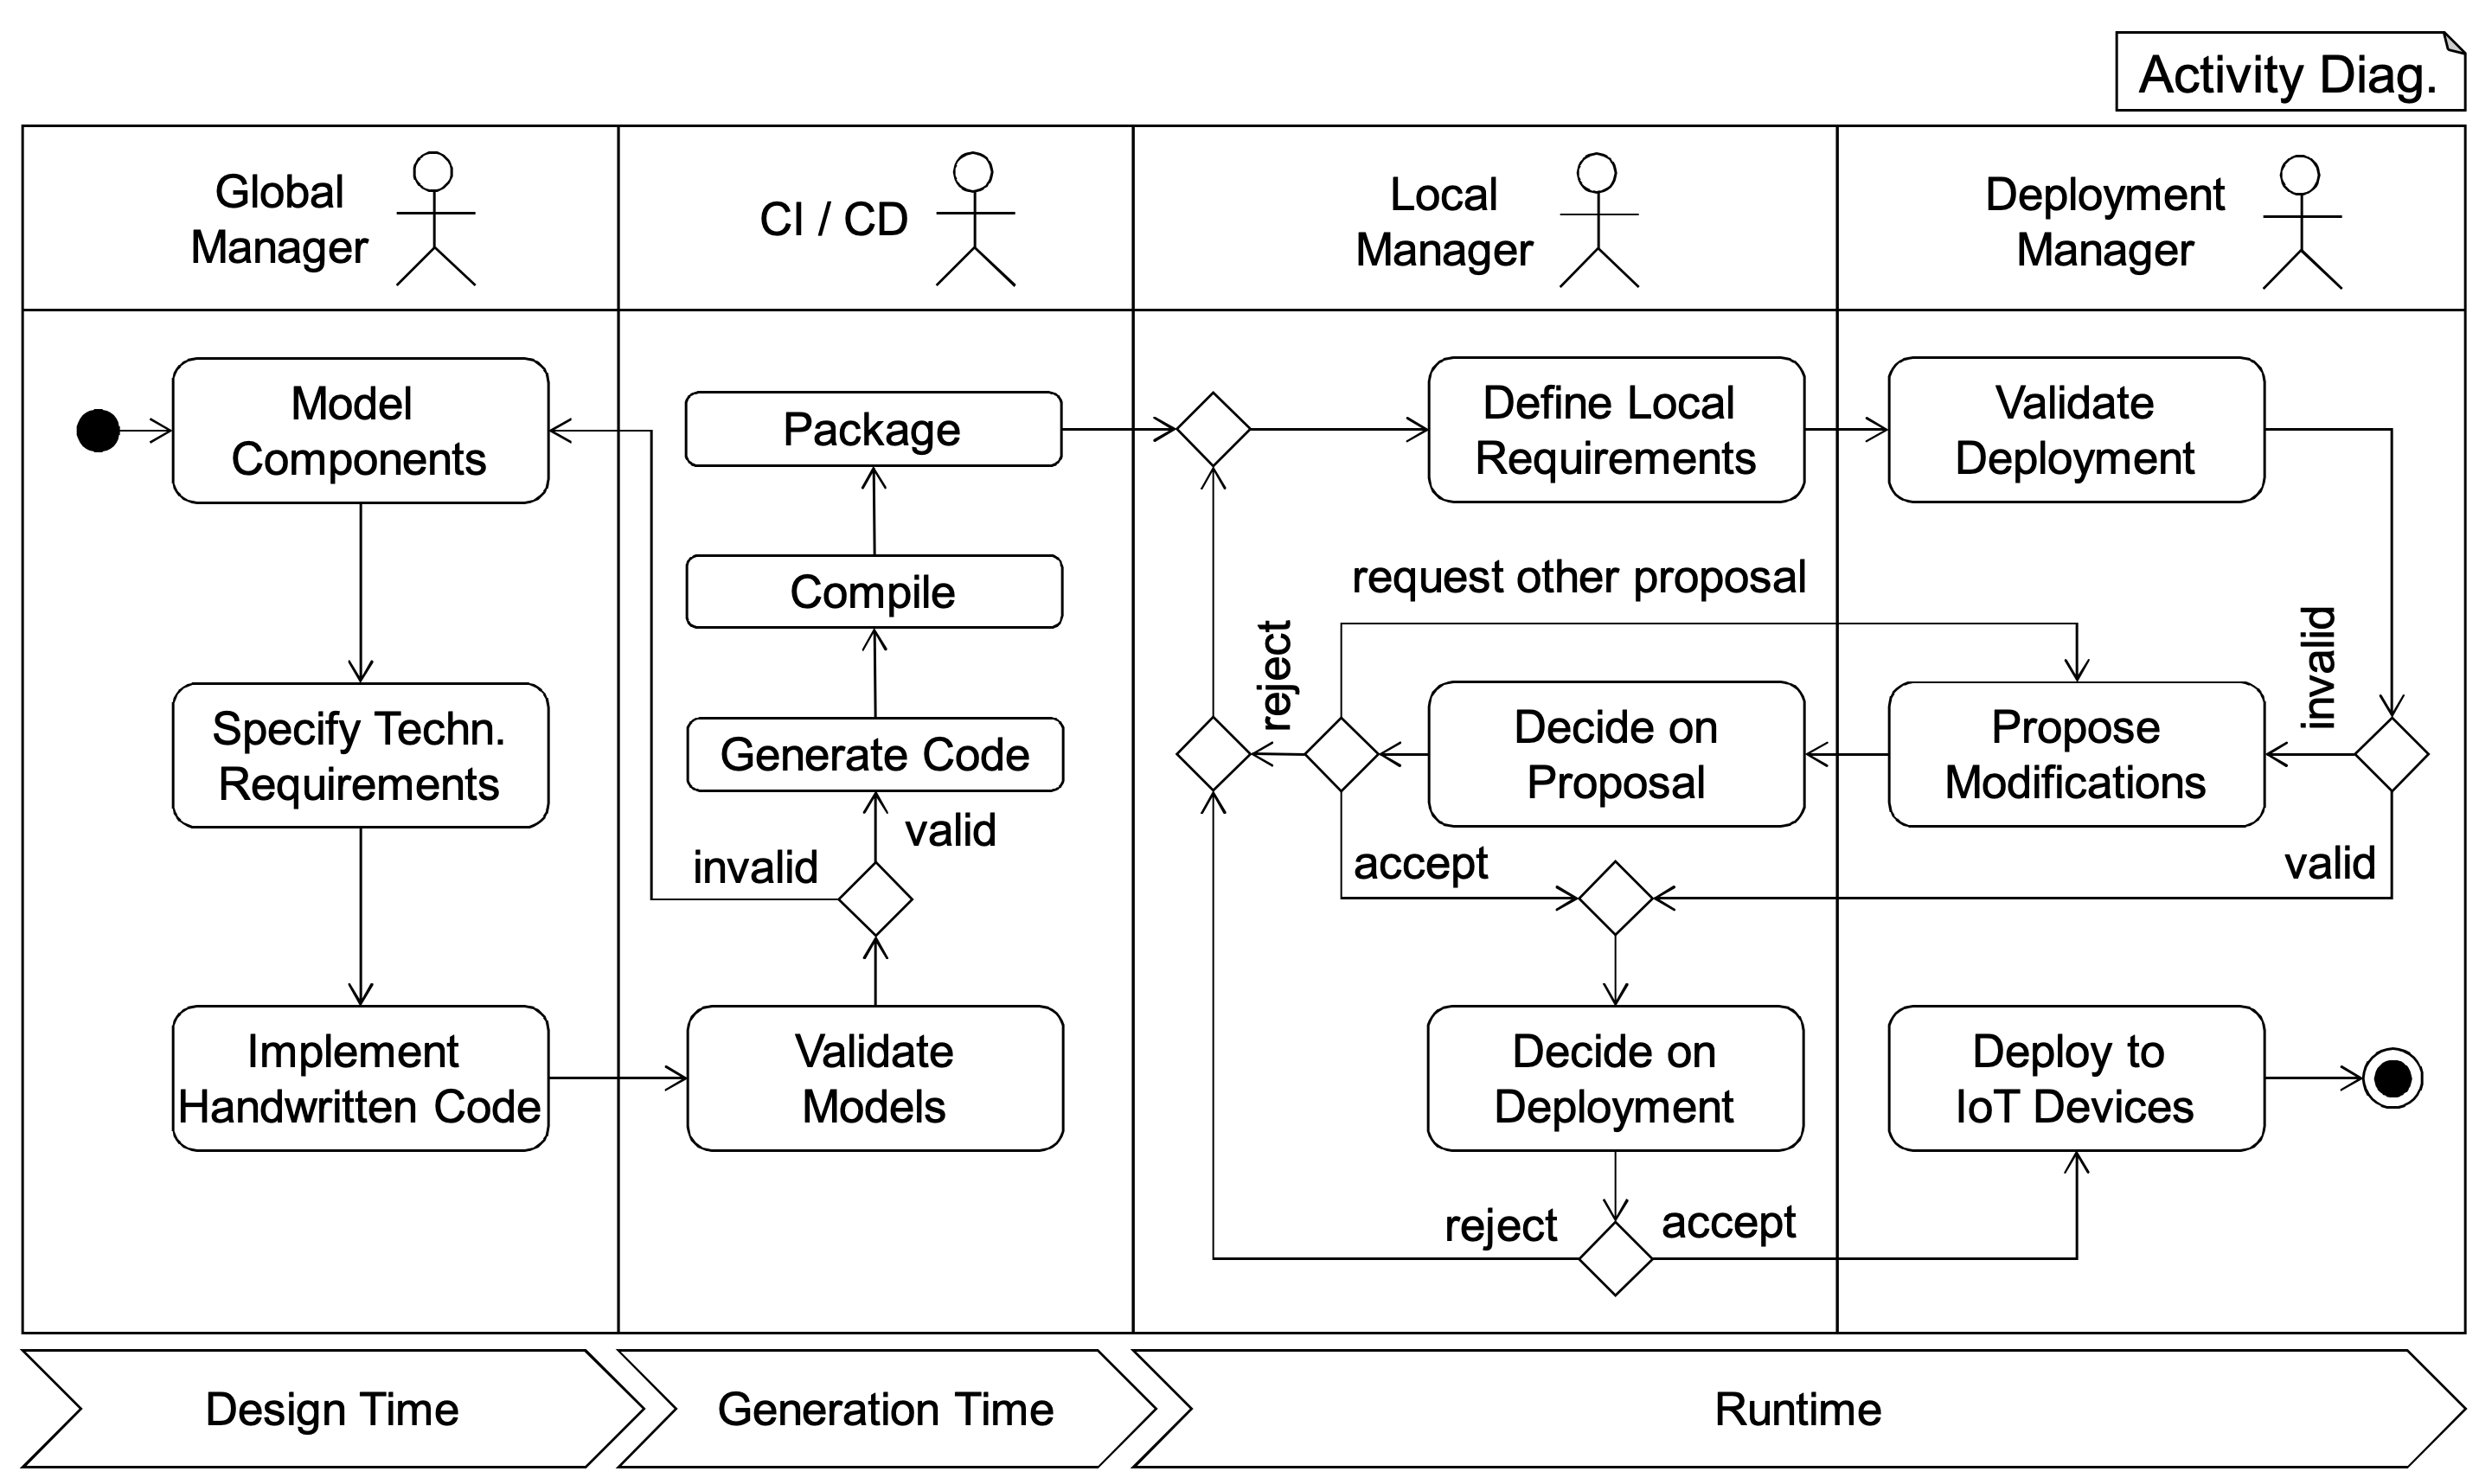 Activity Diag.
Global
Manager
CI / CD
Local
Manager
Deployment
Manager
Model
Components
Specify Techn.
Requirements
Implement
Handwritten Code
Package
Compile
Generate Code
valid
invalid
Validate
Models
Define Local
Requirements
Validate
Deployment
request other proposal
reject
invalid
Decide on
Proposal
Propose
Modifications
accept
valid
Decide on
Deployment
Deploy to
IoT Devices
reject
accept
Design Time
Generation Time
Runtime